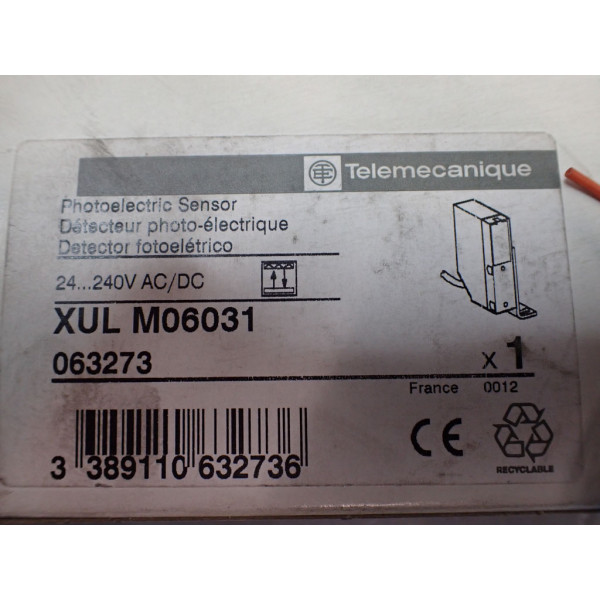 Telemecanique
Photoelectric Sensor
Détecteur photo-électrique
Detector fotoelétrico
24...240V AC/DC
XUL M06031
063273
X 1
France 0012
3 389110 632736
CE
RECYCLABLE